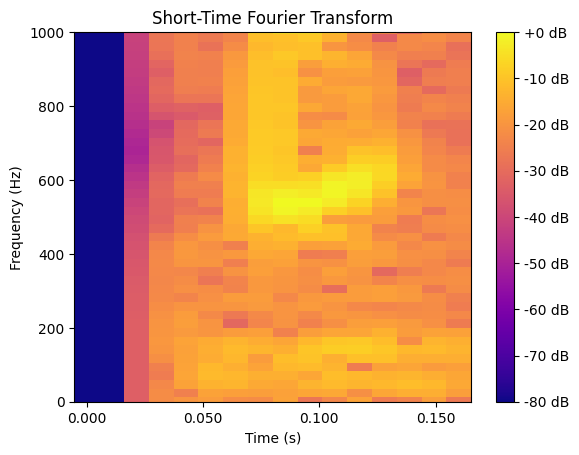 Short-Time Fourier Transform
Frequency (Hz)
1000
800
600
400
200
0
0.000
0.050
0.100
0.150
Time (s)
+0 dB
-10 dB
-20 dB
-30 dB
-40 dB
-50 dB
-60 dB
-70 dB
-80 dB